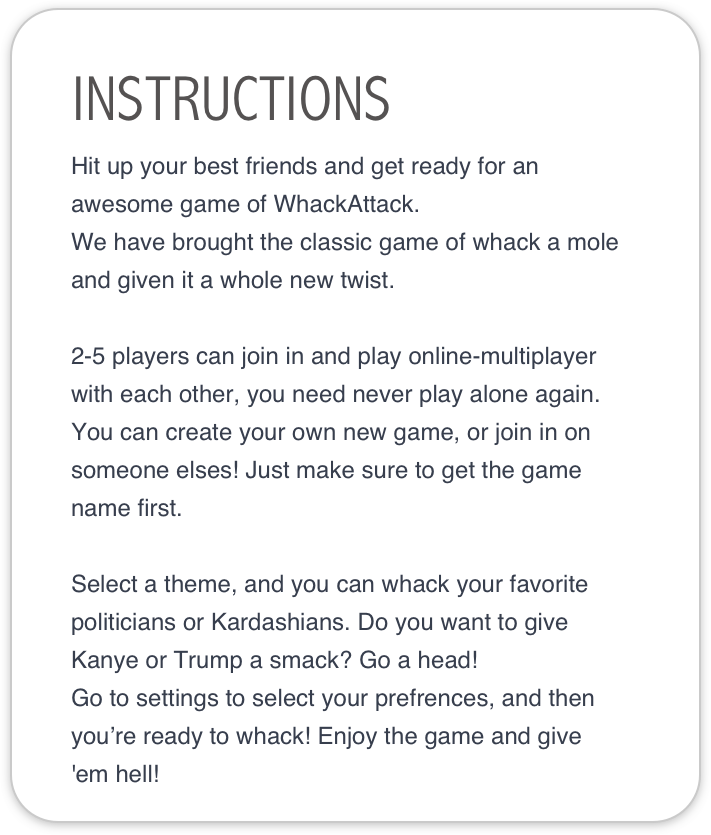 INSTRUCTIONS
Hit up your best friends and get ready for an
awesome game of WhackAttack.
We have brought the classic game of whack a mole
and given it a whole new twist.
2-5 players can join in and play online-multiplayer
with each other, you need never play alone again.
You can create your own new game, or join in on
someone elses! Just make sure to get the game
name first.
Select a theme, and you can whack your favorite
politicians or Kardashians. Do you want to give
Kanye or Trump a smack? Go a head!
Go to settings to select your prefrences, and then
you’re ready to whack! Enjoy the game and give
'em hell!